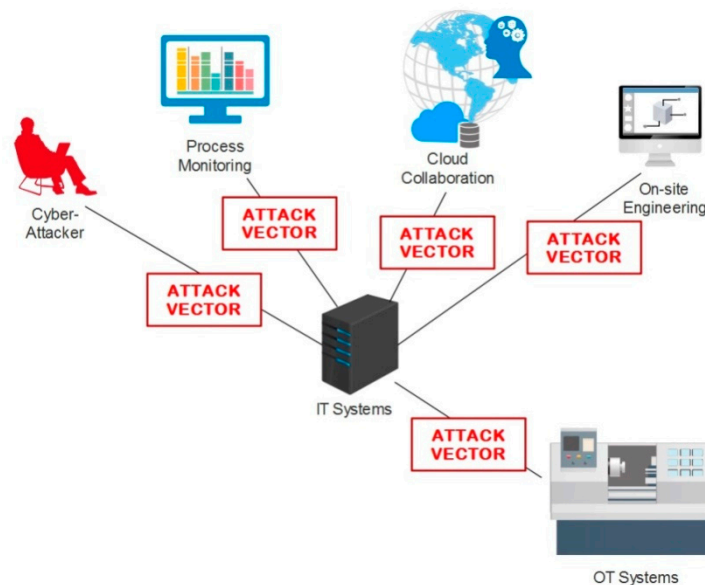 Process
Monitoring
Cloud
Collaboration
On-site
Engineering
Cyber-
Attacker
ATTACK
VECTOR
ATTACK
VECTOR
ATTACK
VECTOR
ATTACK
VECTOR
IT Systems
ATTACK
VECTOR
OT Systems